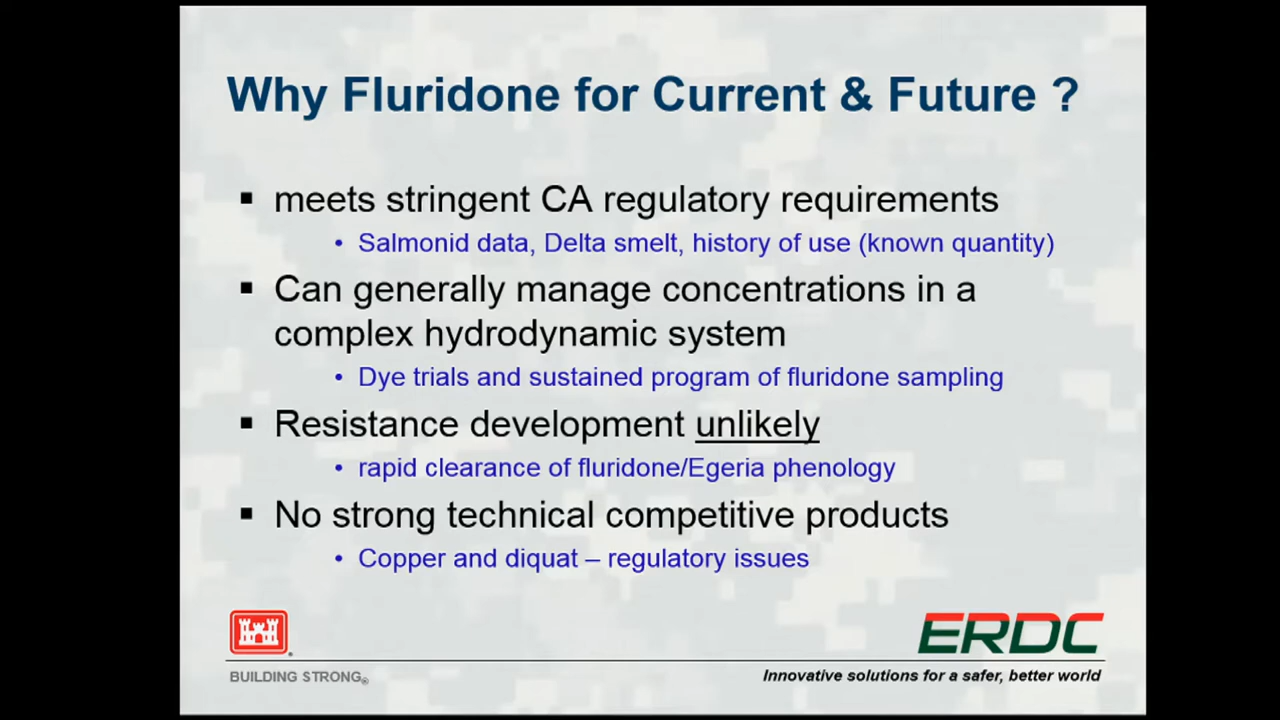 Why Fluridone for Current & Future ?
▪ meets stringent CA regulatory requirements
• Salmonid data, Delta smelt, history of use (known quantity)
▪ Can generally manage concentrations in a
complex hydrodynamic system
• Dye trials and sustained program of fluridone sampling
▪ Resistance development unlikely
• rapid clearance of fluridone/Egeria phenology
▪ No strong technical competitive products
• Copper and diquat – regulatory issues
ERDC
BUILDING STRONG®
Innovative solutions for a safer, better world